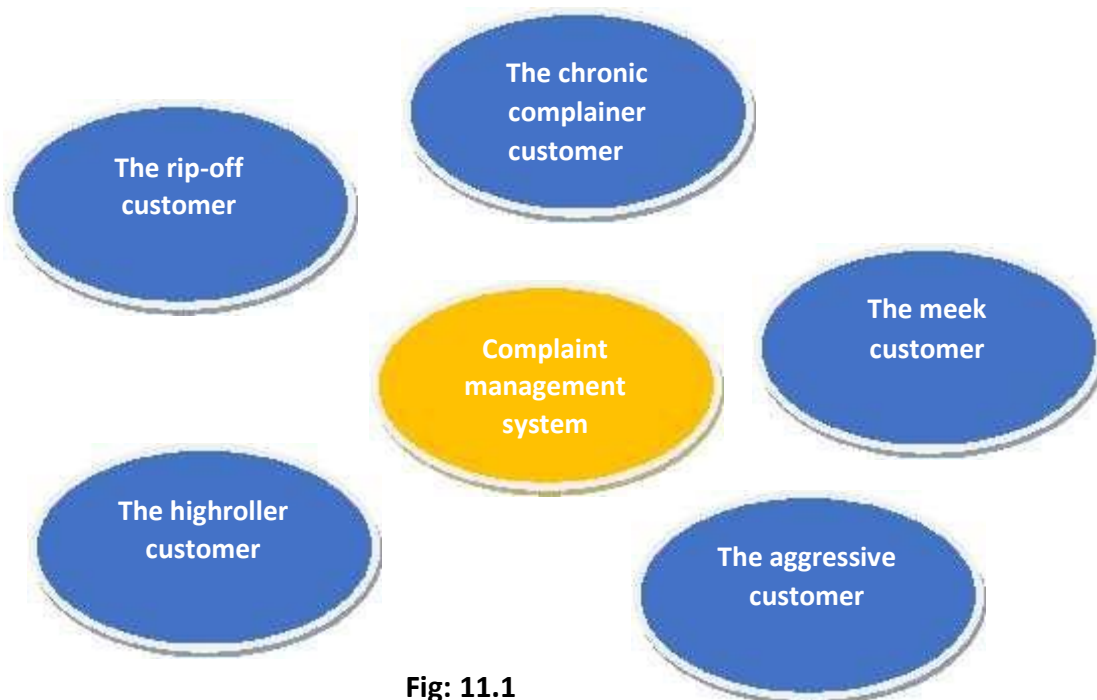 The chronic
complainer
customer
The rip-off
customer
The meek
customer
Complaint
management
system
The highroller
customer
The aggressive
customer
Fig: 11.1